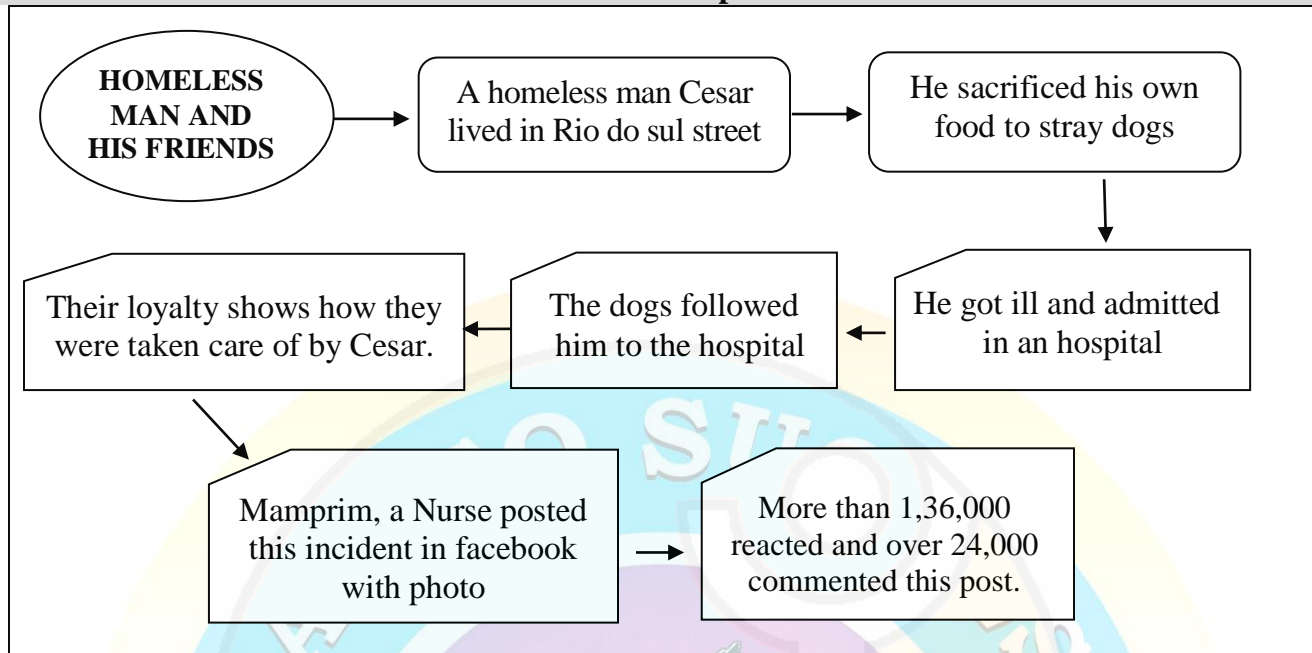 HOMELESS
MAN AND
HIS FRIENDS
A homeless man Cesar
lived in Rio do sul street
He sacrificed his own
food to stray dogs
He got ill and admitted
in an hospital
The dogs followed
him to the hospital
Their loyalty shows how they
were taken care of by Cesar.
Mamprim, a Nurse posted
this incident in facebook
with photo
More than 1,36,000
reacted and over 24,000
commented this post.